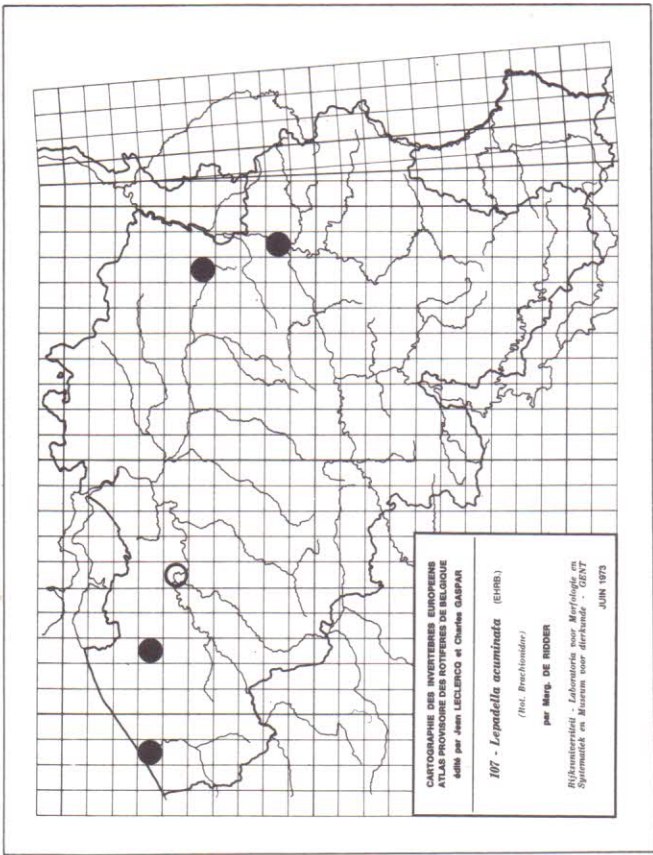 CARTOGRAPHIE DES INVERTEBRES EUROPEENS
ATLAS PROVISOIRE DES ROTIFERES DE BELGIQUE
édité par Jean LECLERCQ et Charles GASPAR
107 - Lepadella acuminata (EHRB.)
(Rot. Brachionidae)
par Marg. DE RIDDER
Rijksuniversiteit - Laboratoria voor Morfologie en
Systematiek en Museum voor dierkunde - GENT
JUIN 1973